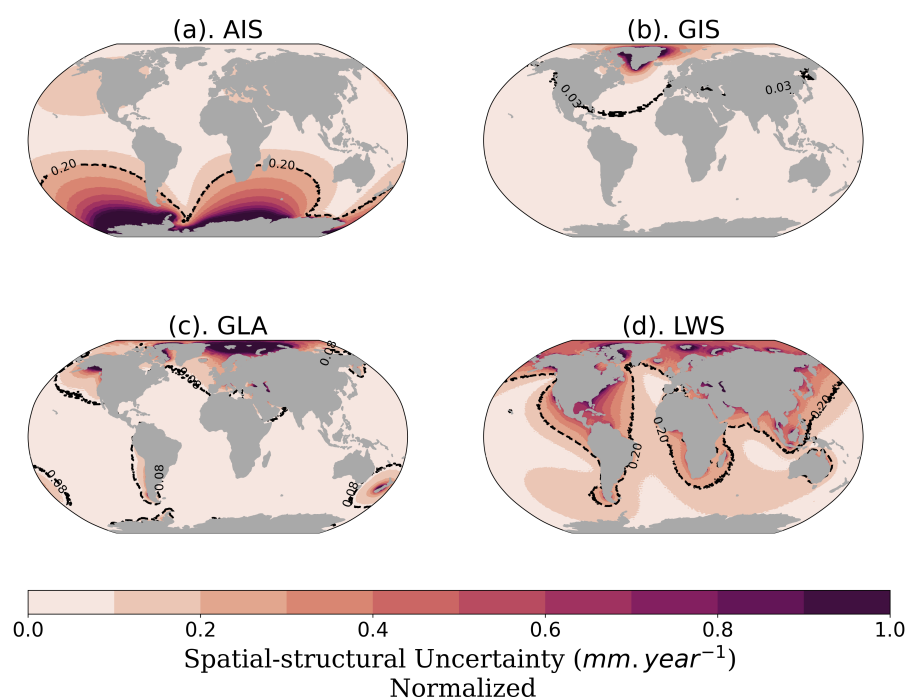 (a). AIS
(b). GIS
0.20
0.20
0.03
0.03
(c). GLA
(d). LWS
0.08
0.08
0.08
0.08
0.08
0.20
0.20
0.20
0.0 0.2 0.4 0.6 0.8 1.0
Spatial-structural Uncertainty (mm.year⁻¹)
Normalized